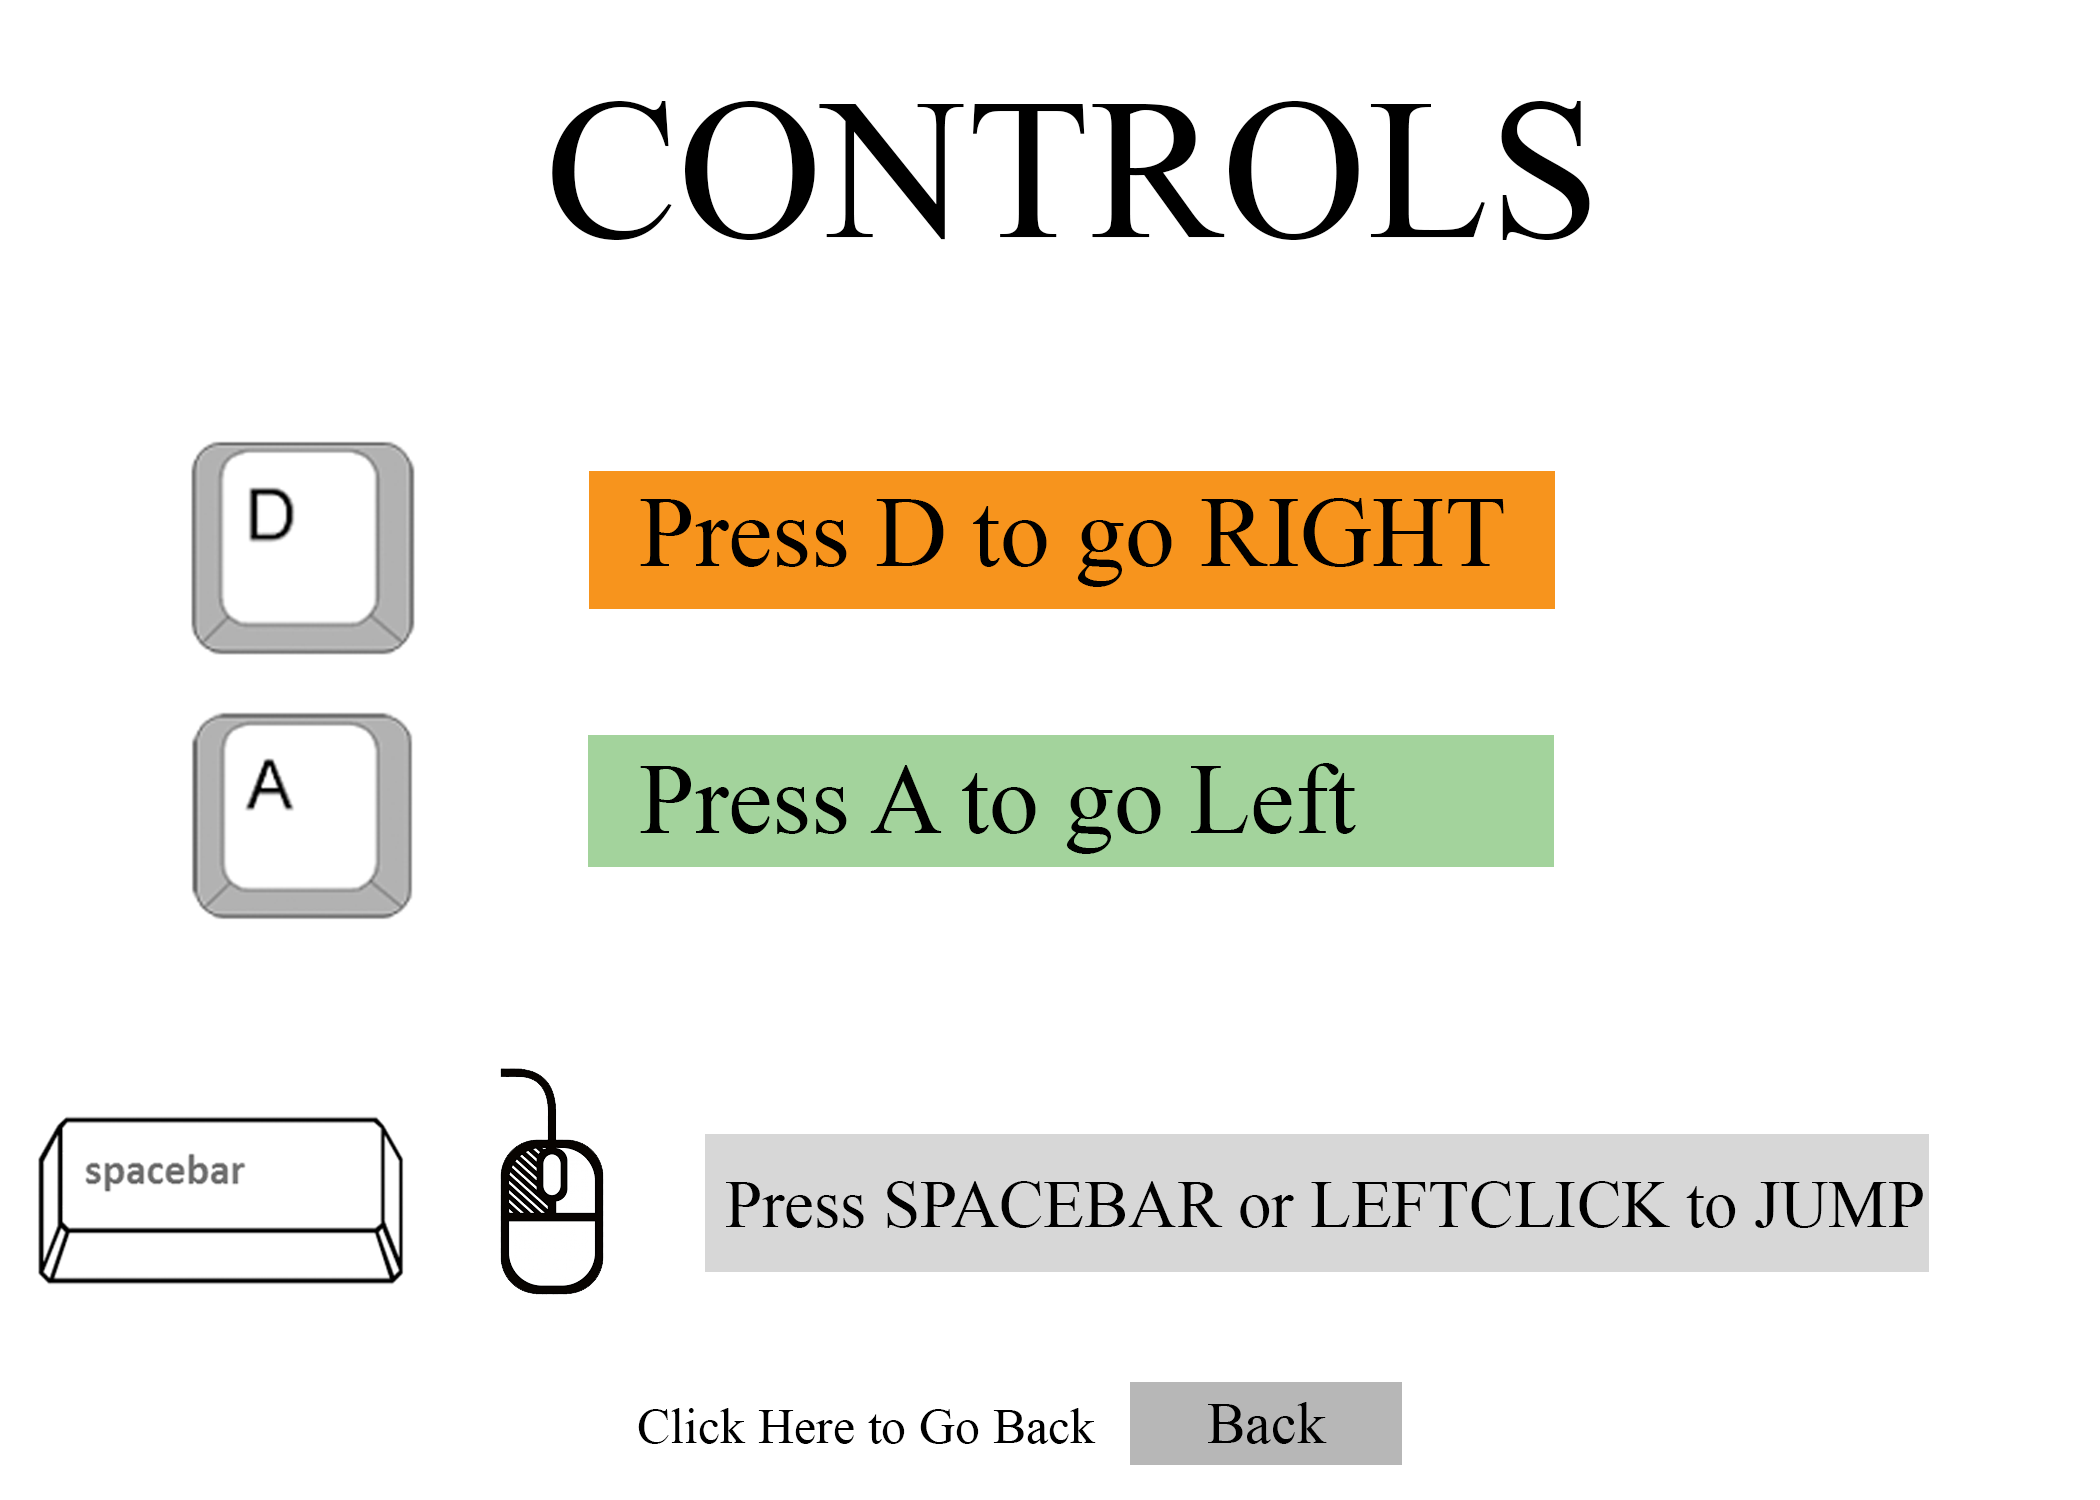 CONTROLS
D
Press D to go RIGHT
A
Press A to go Left
spacebar
Press SPACEBAR or LEFTCLICK to JUMP
Click Here to Go Back
Back